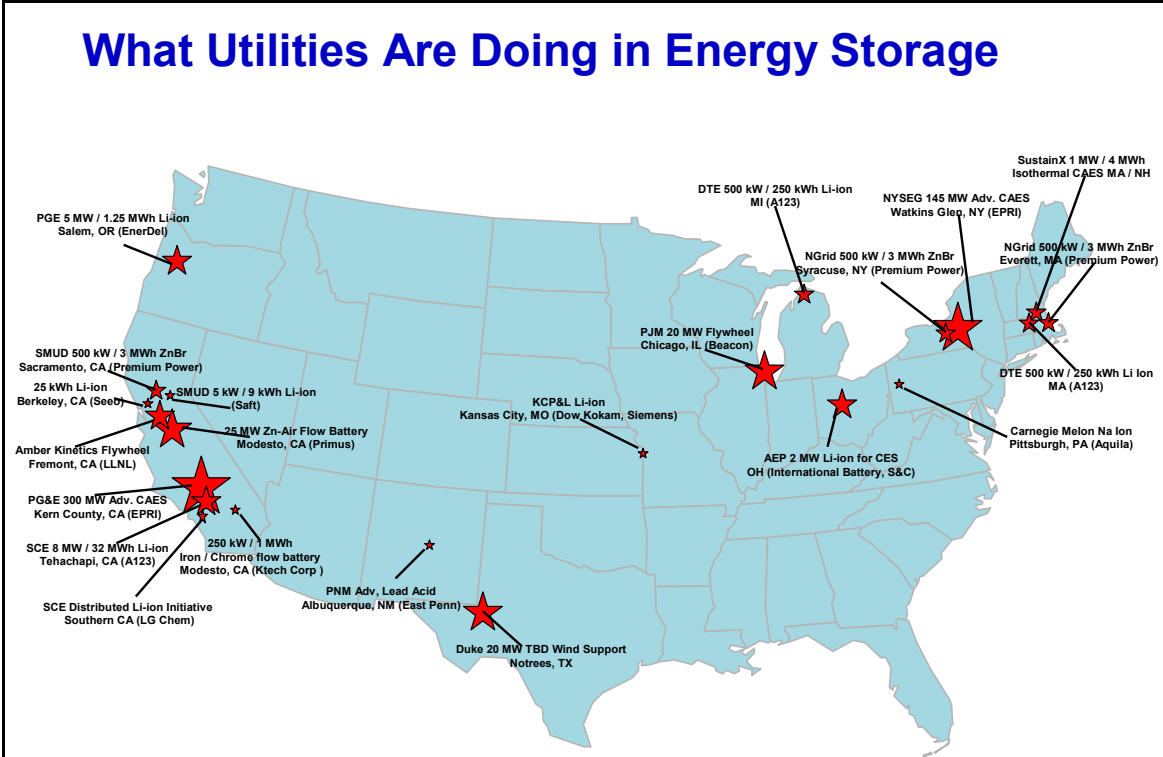 What Utilities Are Doing in Energy Storage
SustainX 1 MW / 4 MWh
Isothermal CAES MA / NH
DTE 500 kW / 250 kWh Li-ion
MI (A123)
NYSEG 145 MW Adv. CAES
Watkins Glen, NY (EPRI)
PGE 5 MW / 1.25 MWh Li-ion
Salem, OR (EnerDel)
NGrid 500 kW / 3 MWh ZnBr
Everett, MA (Premium Power)
NGrid 500 kW / 3 MWh ZnBr
Syracuse, NY (Premium Power)
PJM 20 MW Flywheel
Chicago, IL (Beacon)
SMUD 500 kW / 3 MWh ZnBr
Sacramento, CA (Premium Power)
DTE 500 kW / 250 kWh Li Ion
MA (A123)
25 kWh Li-ion
Berkeley, CA (Seeo)
SMUD 5 kW / 9 kWh Li-ion
(Saft)
KCP&L Li-ion
Kansas City, MO (Dow Kokam, Siemens)
25 MW Zn-Air Flow Battery
Modesto, CA (Primus)
Carnegie Melon Na Ion
Pittsburgh, PA (Aquila)
Amber Kinetics Flywheel
Fremont, CA (LLNL)
AEP 2 MW Li-ion for CES
OH (International Battery, S&C)
PG&E 300 MW Adv. CAES
Kern County, CA (EPRI)
SCE 8 MW / 32 MWh Li-ion
Tehachapi, CA (A123)
250 kW / 1 MWh
Iron / Chrome flow battery
Modesto, CA (Ktech Corp )
PNM Adv, Lead Acid
Albuquerque, NM (East Penn)
SCE Distributed Li-ion Initiative
Southern CA (LG Chem)
Duke 20 MW TBD Wind Support
Notrees, TX